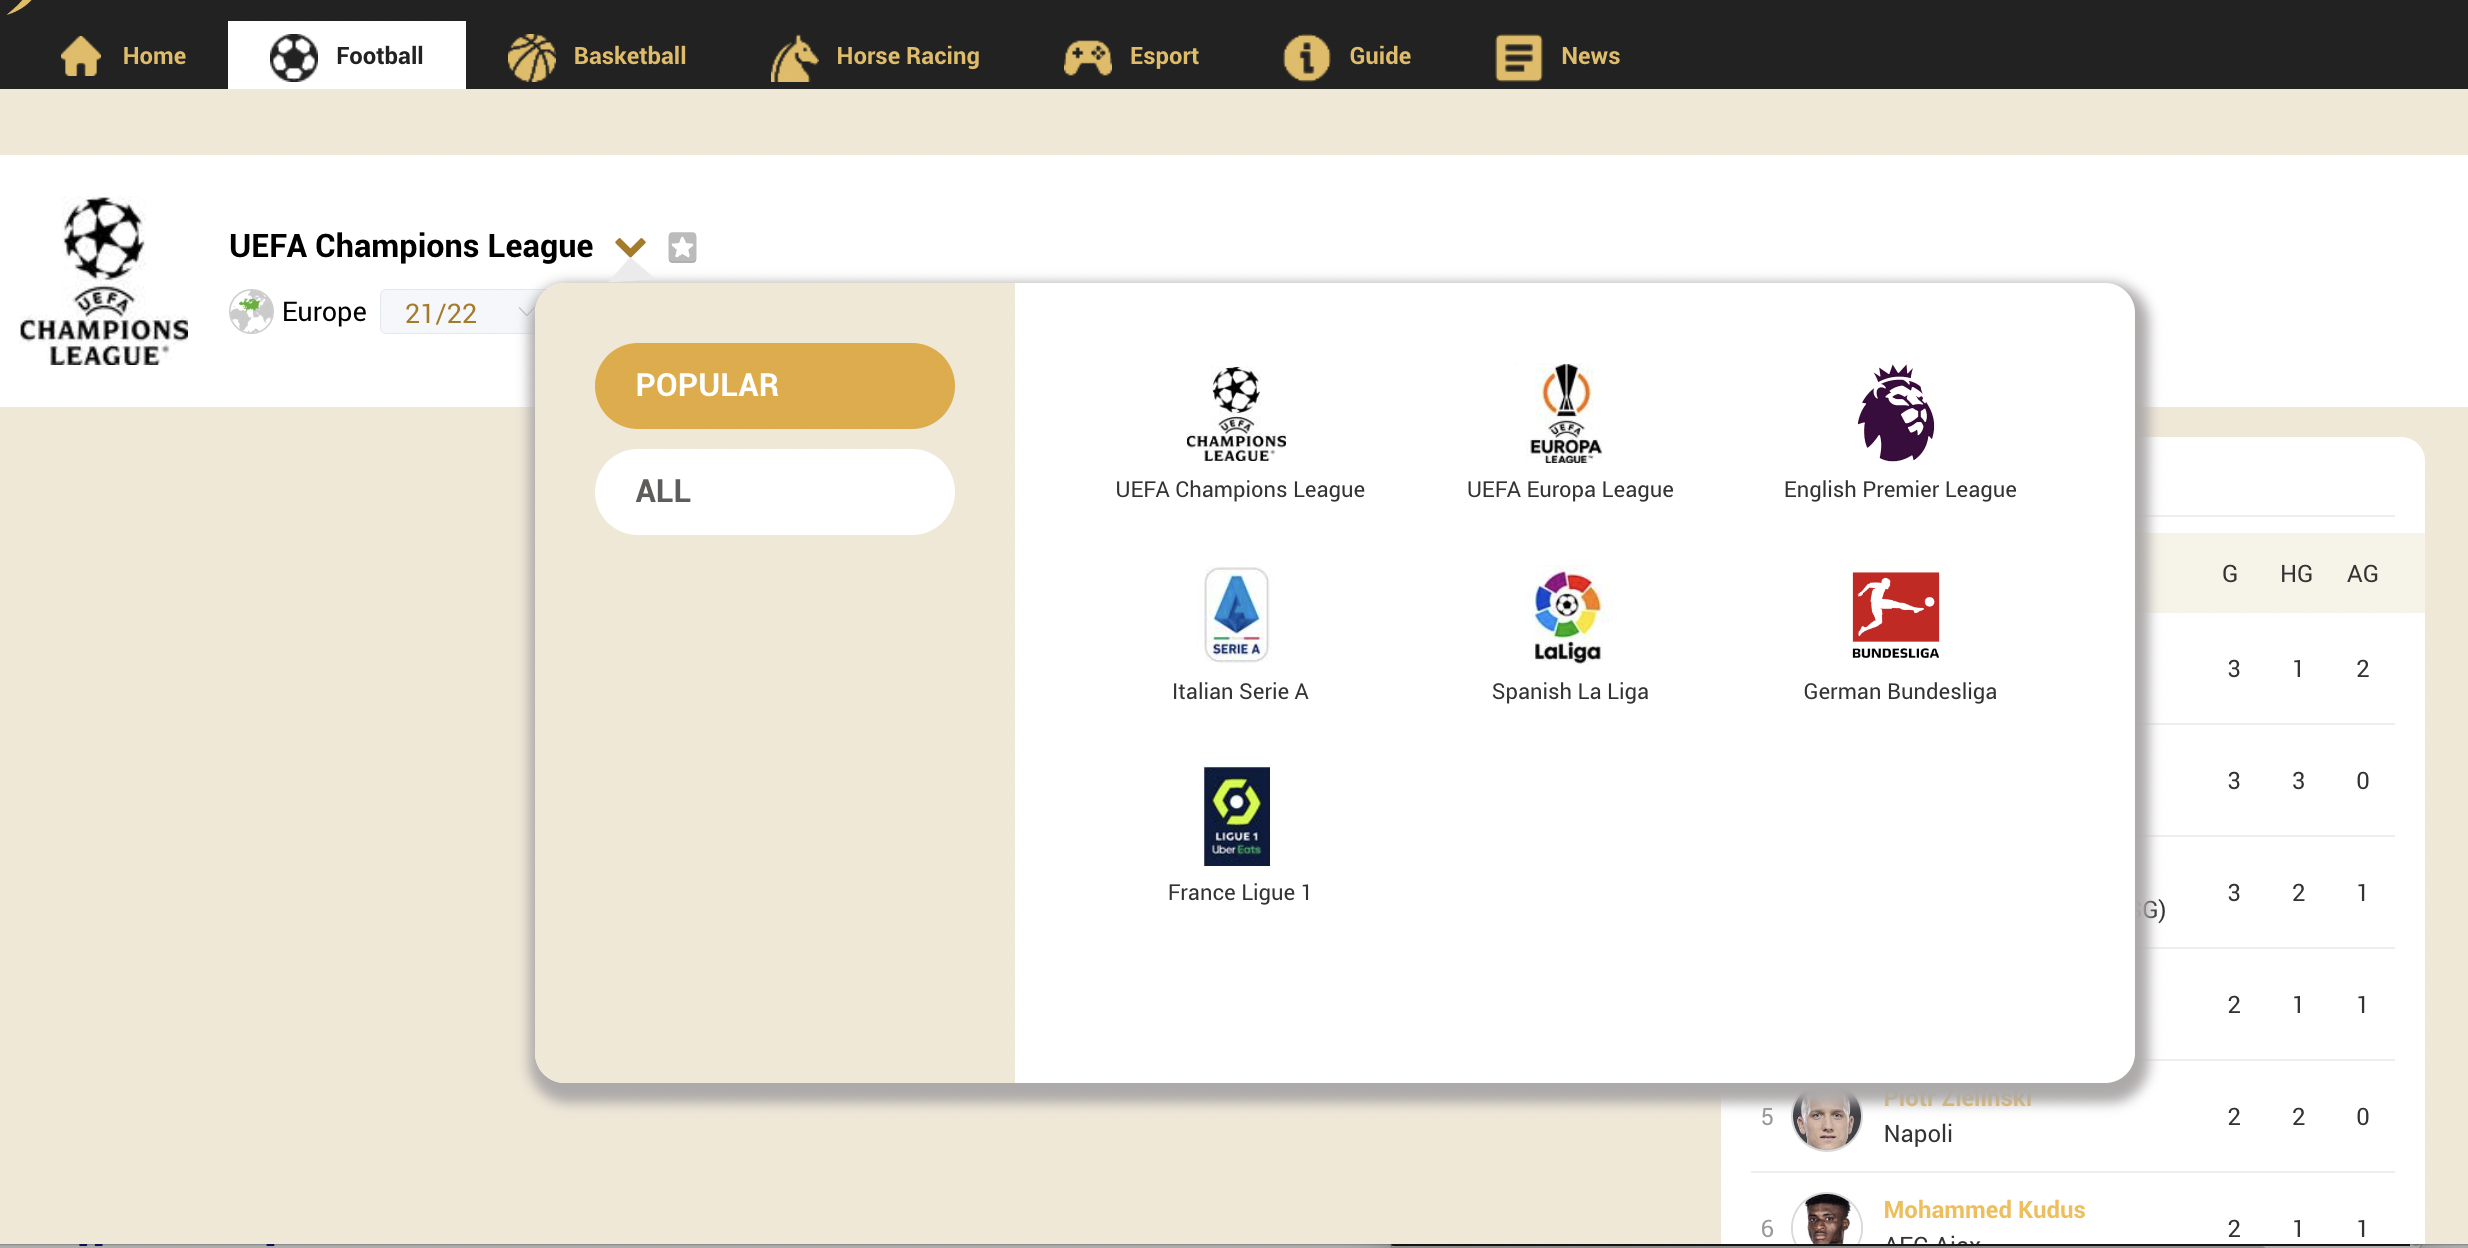 Home
Football
Basketball
Horse Racing
Esport
Guide
News
UEFA
CHAMPIONS
LEAGUE
UEFA Champions League
Europe
21/22
POPULAR
ALL
UEFA
CHAMPIONS
LEAGUE
UEFA Champions League
UEFA
EUROPA
LEAGUE
UEFA Europa League
English Premier League
SERIE A
Italian Serie A
LaLiga
Spanish La Liga
BUNDESLIGA
German Bundesliga
LIGUE 1
Uber Eats
France Ligue 1
G HG AG
3 1 2
3 3 0
3 2 1
G)
2 1 1
5 Piotr Zielinski 2 2 0
Napoli
6 Mohammed Kudus 2 1 1
AFC Ajax